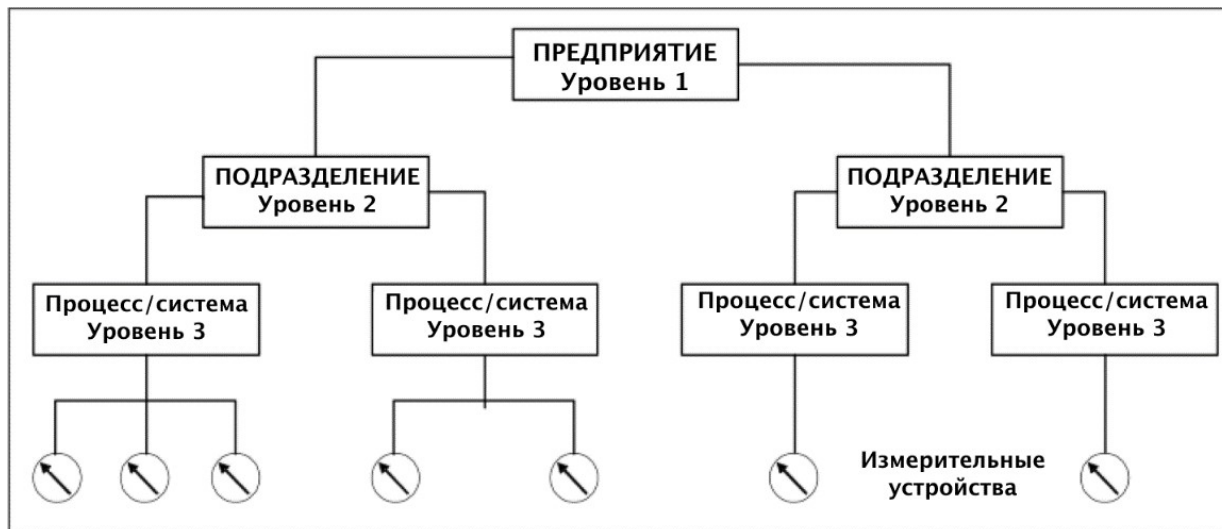 ПРЕДПРИЯТИЕ
Уровень 1
ПОДРАЗДЕЛЕНИЕ
Уровень 2
ПОДРАЗДЕЛЕНИЕ
Уровень 2
Процесс/система
Уровень 3
Процесс/система
Уровень 3
Процесс/система
Уровень 3
Процесс/система
Уровень 3
Измерительные
устройства